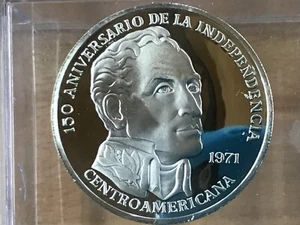 150 ANIVERSARIO DE LA INDEPENDENCIA
1971
CENTROAMERICANA